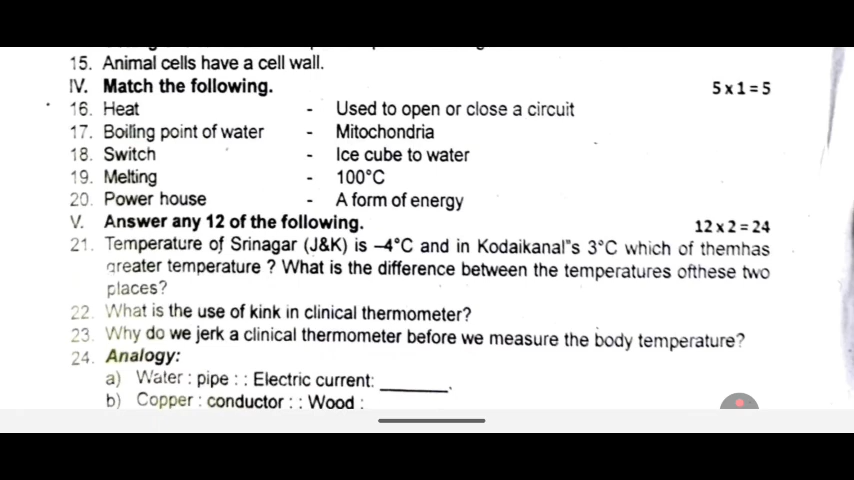 15. Animal cells have a cell wall.
IV. Match the following. 5 x 1 = 5
16. Heat - Used to open or close a circuit
17. Boiling point of water - Mitochondria
18. Switch - Ice cube to water
19. Melting - 100°C
20. Power house - A form of energy
V. Answer any 12 of the following. 12 x 2 = 24
21. Temperature of Srinagar (J&K) is –4°C and in Kodaikanal"s 3°C which of themhas
greater temperature ? What is the difference between the temperatures ofthese two
places?
22. What is the use of kink in clinical thermometer?
23. Why do we jerk a clinical thermometer before we measure the body temperature?
24. Analogy:
a) Water : pipe : : Electric current: ________.
b) Copper : conductor : : Wood :